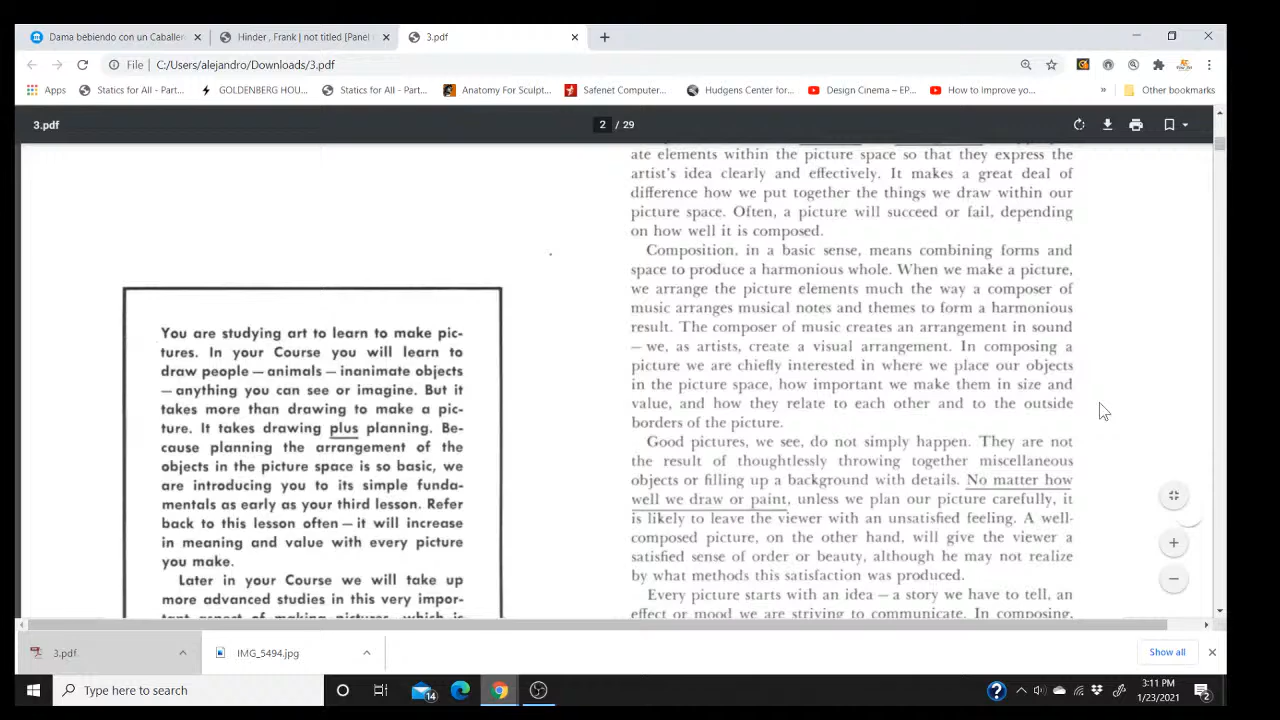 Dama bebiendo con un Caballer
Hinder , Frank | not titled [Panel
3.pdf
File | C:/Users/alejandro/Downloads/3.pdf
Apps
Statics for All - Part...
GOLDENBERG HOU...
Statics for All - Part...
Anatomy For Sculpt...
Safenet Computer...
Hudgens Center for...
Design Cinema – EP...
How to Improve yo...
»
Other bookmarks
3.pdf
2 / 29
You are studying art to learn to make pic-
tures. In your Course you will learn to
draw people — animals — inanimate objects
— anything you can see or imagine. But it
takes more than drawing to make a pic-
ture. It takes drawing plus planning. Be-
cause planning the arrangement of the
objects in the picture space is so basic, we
are introducing you to its simple funda-
mentals as early as your third lesson. Refer
back to this lesson often — it will increase
in meaning and value with every picture
you make.
Later in your Course we will take up
more advanced studies in this very impor-
tant aspect of making pictures, which is
ate elements within the picture space so that they express the
artist's idea clearly and effectively. It makes a great deal of
difference how we put together the things we draw within our
picture space. Often, a picture will succeed or fail, depending
on how well it is composed.
Composition, in a basic sense, means combining forms and
space to produce a harmonious whole. When we make a picture,
we arrange the picture elements much the way a composer of
music arranges musical notes and themes to form a harmonious
result. The composer of music creates an arrangement in sound
— we, as artists, create a visual arrangement. In composing a
picture we are chiefly interested in where we place our objects
in the picture space, how important we make them in size and
value, and how they relate to each other and to the outside
borders of the picture.
Good pictures, we see, do not simply happen. They are not
the result of thoughtlessly throwing together miscellaneous
objects or filling up a background with details. No matter how
well we draw or paint, unless we plan our picture carefully, it
is likely to leave the viewer with an unsatisfied feeling. A well-
composed picture, on the other hand, will give the viewer a
satisfied sense of order or beauty, although he may not realize
by what methods this satisfaction was produced.
Every picture starts with an idea — a story we have to tell, an
effect or mood we are striving to communicate. In composing,
3.pdf
IMG_5494.jpg
Show all
Type here to search
14
3:11 PM
1/23/2021
2